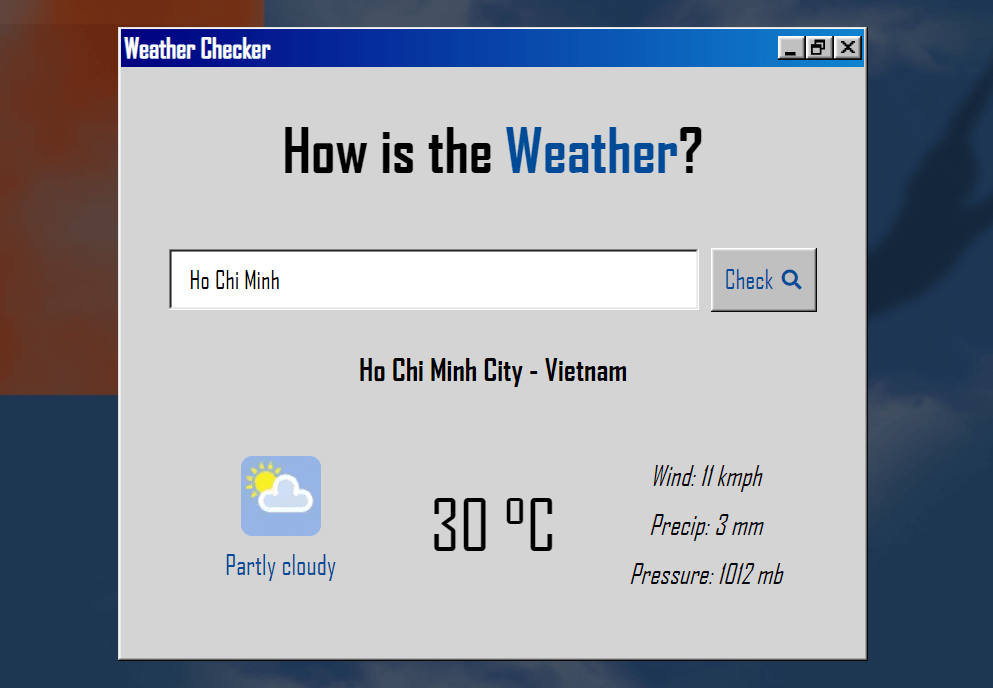 Weather Checker
How is the Weather?
Ho Chi Minh
Check
Ho Chi Minh City - Vietnam
Partly cloudy
30 ºC
Wind: 11 kmph
Precip: 3 mm
Pressure: 1012 mb